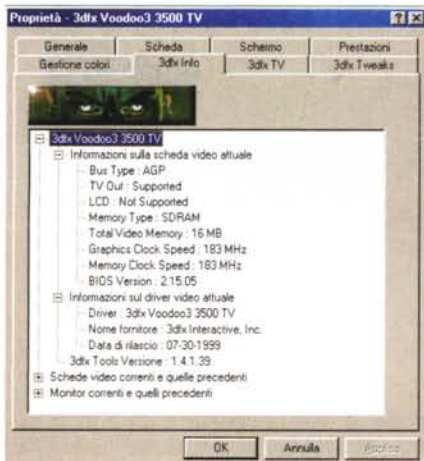 Proprietà - 3dfx Voodoo3 3500 TV
Generale
Scheda
Schermo
Prestazioni
Gestione colori
3dfx Info
3dfx TV
3dfx Tweaks
3dfx Voodoo3 3500 TV
Informazioni sulla scheda video attuale
Bus Type : AGP
TV Out : Supported
LCD : Not Supported
Memory Type : SDRAM
Total Video Memory : 16 MB
Graphics Clock Speed : 183 MHz
Memory Clock Speed : 183 MHz
BIOS Version : 2.15.05
Informazioni sul driver video attuale
Driver : 3dfx Voodoo3 3500 TV
Nome fornitore : 3dfx Interactive, Inc.
Data di rilascio : 07-30-1999
3dfx Tools Versione : 1.4.1.39
Schede video correnti e quelle precedenti
Monitor correnti e quelli precedenti
OK
Annulla
Applica